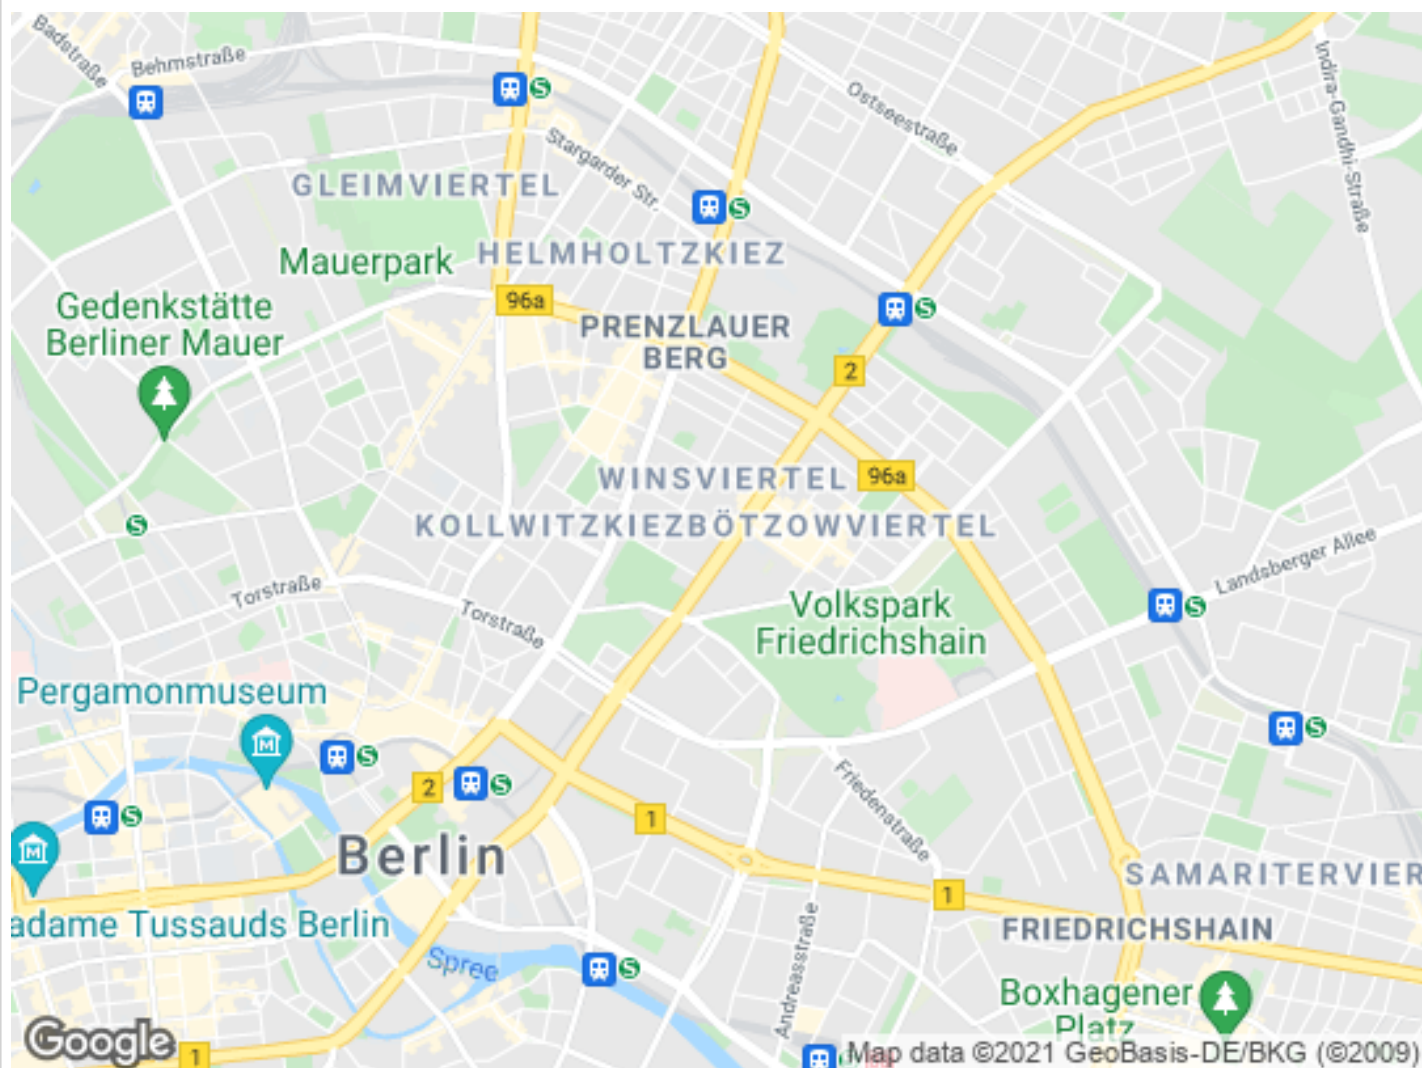 Badstraße
Behmstraße
S
Ostseestraße
Indira-Gandhi-Straße
Stargarder Str.
GLEIMVIERTEL
S
HELMHOLTZKIEZ
Mauerpark
Gedenkstätte
Berliner Mauer
96a
S
PRENZLAUER
BERG
2
WINSVIERTEL
96a
KOLLWITZKIEZ
BÖTZOWVIERTEL
S
Landsberger Allee
Torstraße
Torstraße
Volkspark
Friedrichshain
S
Pergamonmuseum
M
S
S
2
S
S
1
Friedenstraße
M
Berlin
SAMARITERVIER
1
adame Tussauds Berlin
FRIEDRICHSHAIN
Andreasstraße
Spree
S
Boxhagener
Platz
Google
1
Map data ©2021 GeoBasis-DE/BKG (©2009)